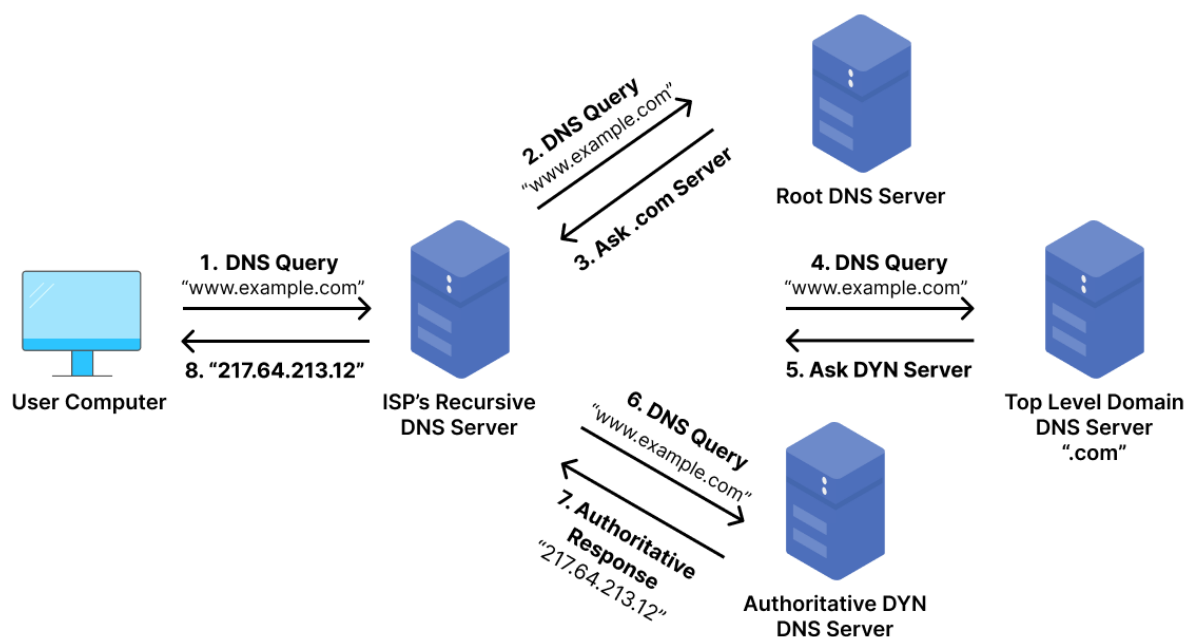 2. DNS Query
“www.example.com”
3. Ask .com Server
Root DNS Server
1. DNS Query
“www.example.com”
8. “217.64.213.12”
User Computer
ISP’s Recursive
DNS Server
4. DNS Query
“www.example.com”
5. Ask DYN Server
Top Level Domain
DNS Server
“.com”
6. DNS Query
“www.example.com”
7. Authoritative
Response
“217.64.213.12”
Authoritative DYN
DNS Server